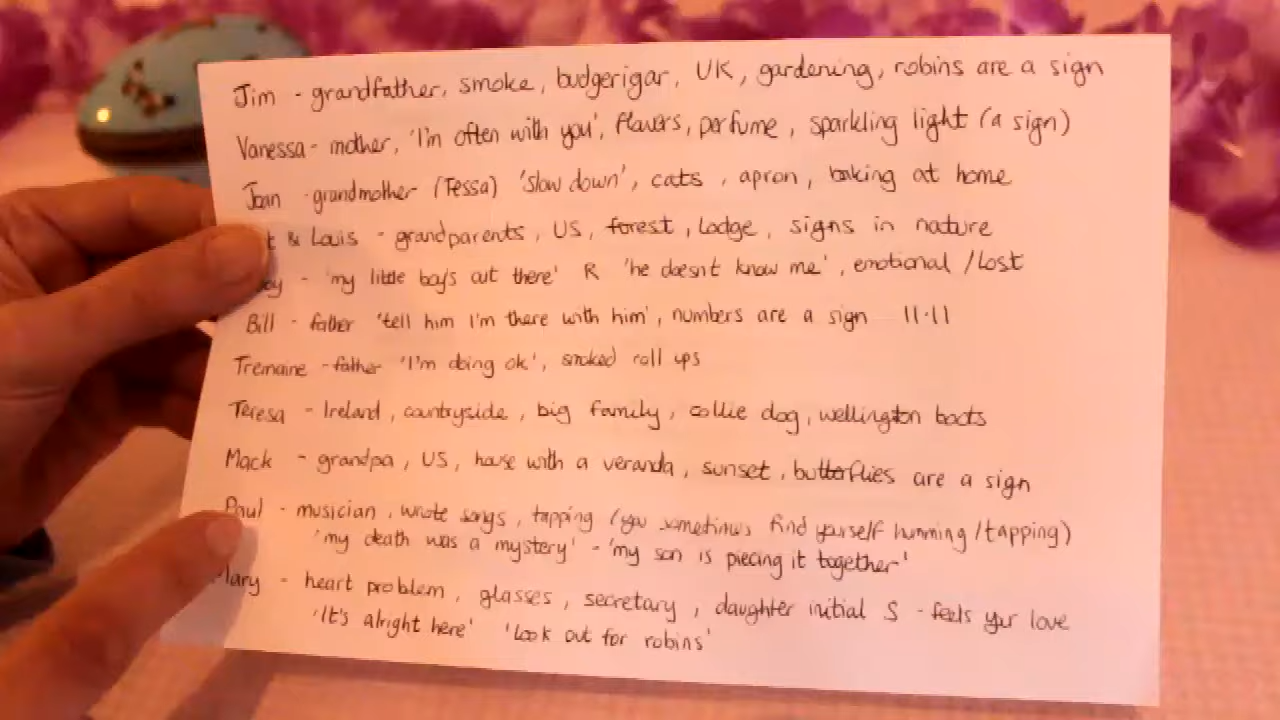 Jim - grandfather, smoke, budgerigar, UK, gardening, robins are a sign
Vanessa - mother, 'I'm often with you', flavers, perfume, sparkling light (a sign)
Joan - grandmother (Tessa) 'slow down', cats, apron, baking at home
& Louis - grandparents, US, forest, Lodge, signs in nature
- 'my little boy's out there' R 'he doesn't know me', emotional / Lost
Bill - father 'tell him I'm there with him', numbers are a sign 11.11
Tremaine - father 'I'm doing ok', smoked roll ups
Teresa - Ireland, countryside, big family, collie dog, wellington boots
Mack - grandpa, US, house with a veranda, sunset, butterflies are a sign
Paul - musician, wrote songs, tapping (you sometimes find yourself humming/tapping)
'my death was a mystery' - 'my son is piecing it together'
Mary - heart problem, glasses, secretary, daughter initial S - feels your love
'It's alright here' 'Look out for robins'